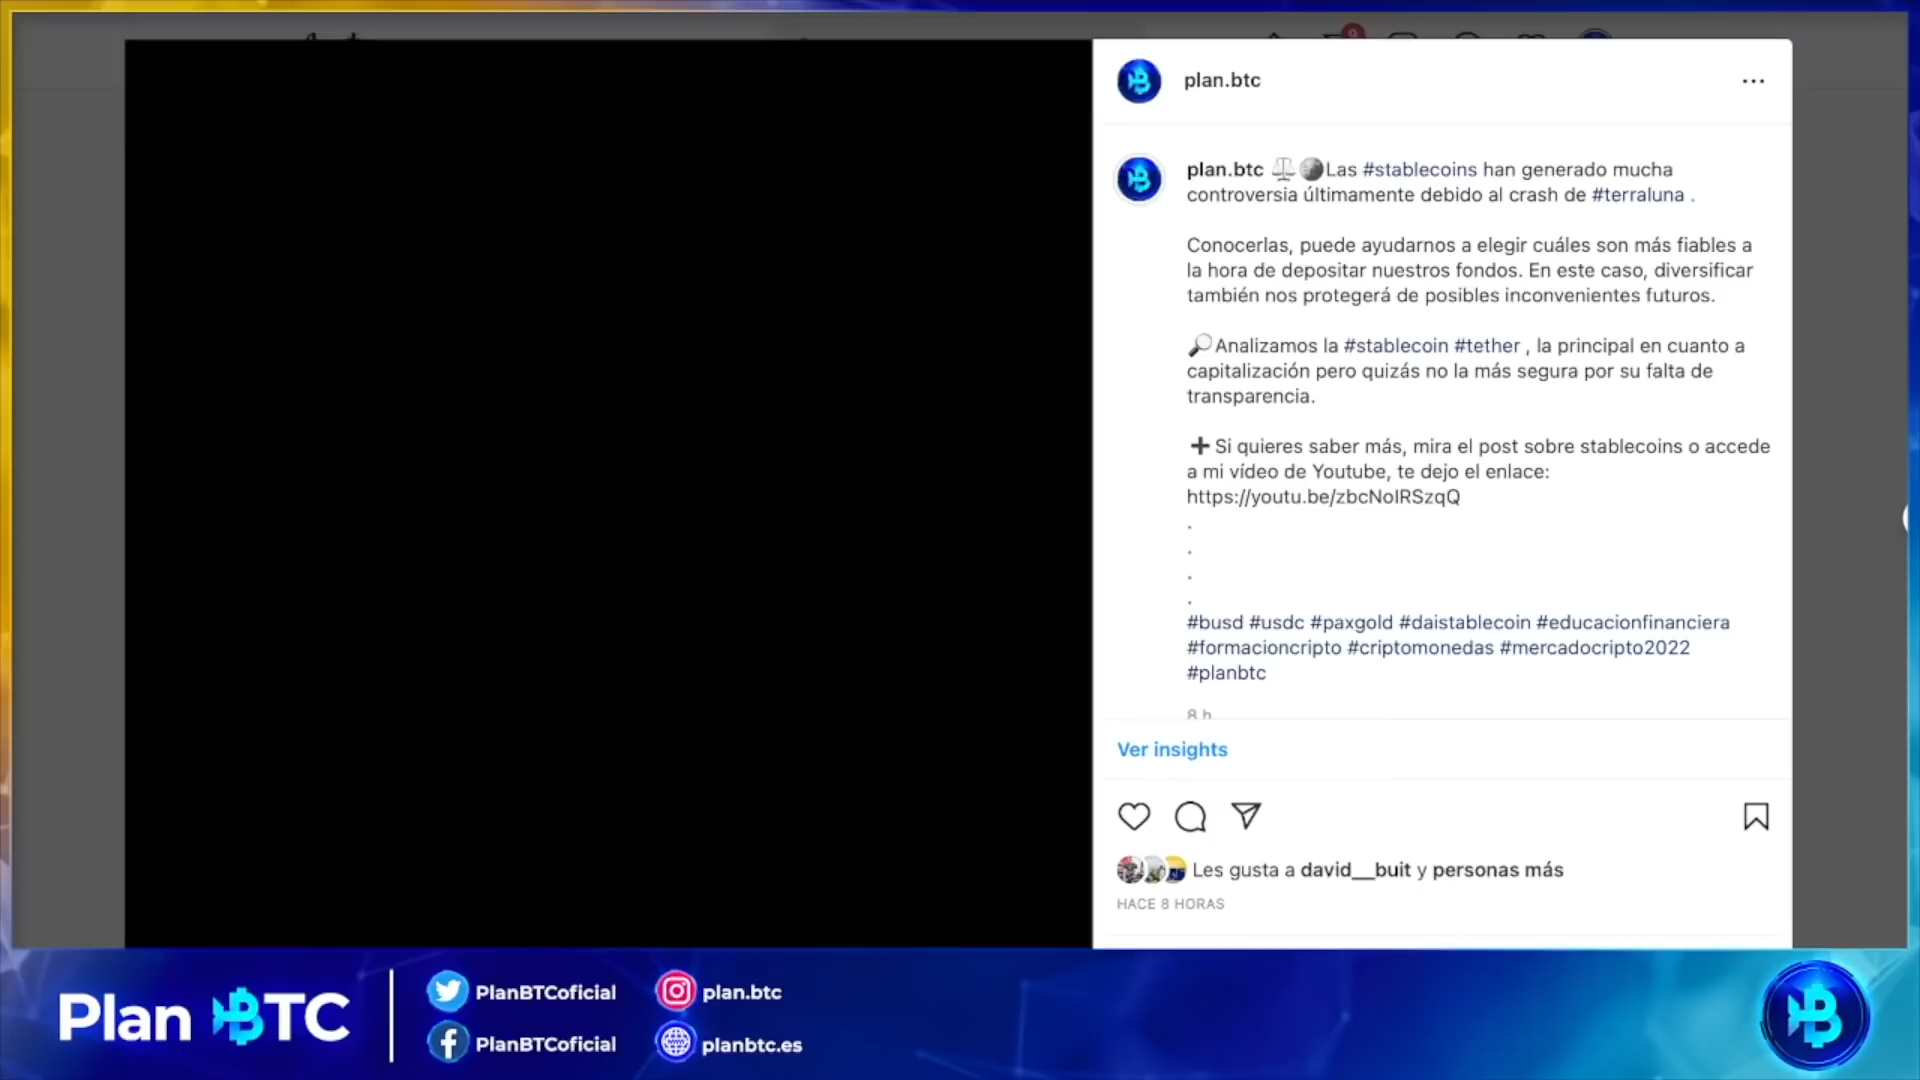 9
plan.btc
plan.btc Las #stablecoins han generado mucha
controversia últimamente debido al crash de #terraluna .
Conocerlas, puede ayudarnos a elegir cuáles son más fiables a
la hora de depositar nuestros fondos. En este caso, diversificar
también nos protegerá de posibles inconvenientes futuros.
Analizamos la #stablecoin #tether , la principal en cuanto a
capitalización pero quizás no la más segura por su falta de
transparencia.
Si quieres saber más, mira el post sobre stablecoins o accede
a mi vídeo de Youtube, te dejo el enlace:
https://youtu.be/zbcNoIRSzqQ
.
.
.
.
#busd #usdc #paxgold #daistablecoin #educacionfinanciera
#formacioncripto #criptomonedas #mercadocripto2022
#planbtc
8 h
Ver insights
Les gusta a david__buit y personas más
HACE 8 HORAS
Plan BTC
PlanBTCoficial
plan.btc
PlanBTCoficial
planbtc.es